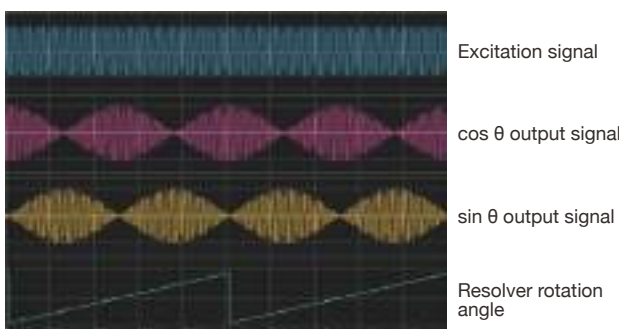 Excitation signal
cos θ output signal
sin θ output signal
Resolver rotation
angle